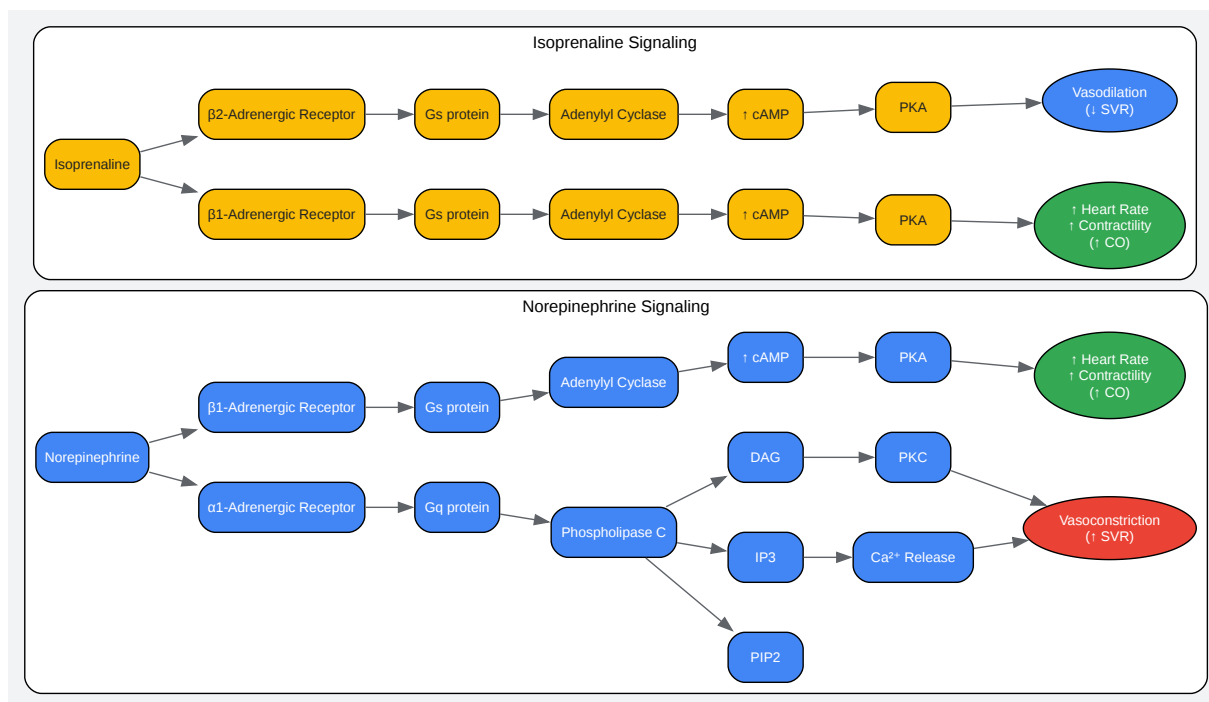 Isoprenaline Signaling
Isoprenaline
β2-Adrenergic Receptor
Gs protein
Adenylyl Cyclase
↑ cAMP
PKA
Vasodilation
(↓ SVR)
β1-Adrenergic Receptor
Gs protein
Adenylyl Cyclase
↑ cAMP
PKA
↑ Heart Rate
↑ Contractility
(↑ CO)
Norepinephrine Signaling
Norepinephrine
β1-Adrenergic Receptor
Gs protein
Adenylyl Cyclase
↑ cAMP
PKA
↑ Heart Rate
↑ Contractility
(↑ CO)
α1-Adrenergic Receptor
Gq protein
Phospholipase C
DAG
PKC
IP3
Ca²⁺ Release
Vasoconstriction
(↑ SVR)
PIP2